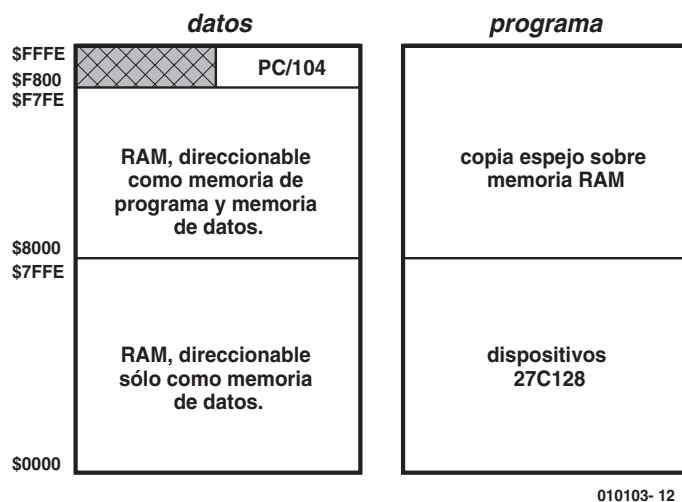 datos
programa
$FFFE
$F800
$F7FE
PC/104
RAM, direccionable
como memoria de
programa y memoria
de datos.
copia espejo sobre
memoria RAM
$8000
$7FFE
RAM, direccionable
sólo como memoria
de datos.
dispositivos
27C128
$0000
010103- 12